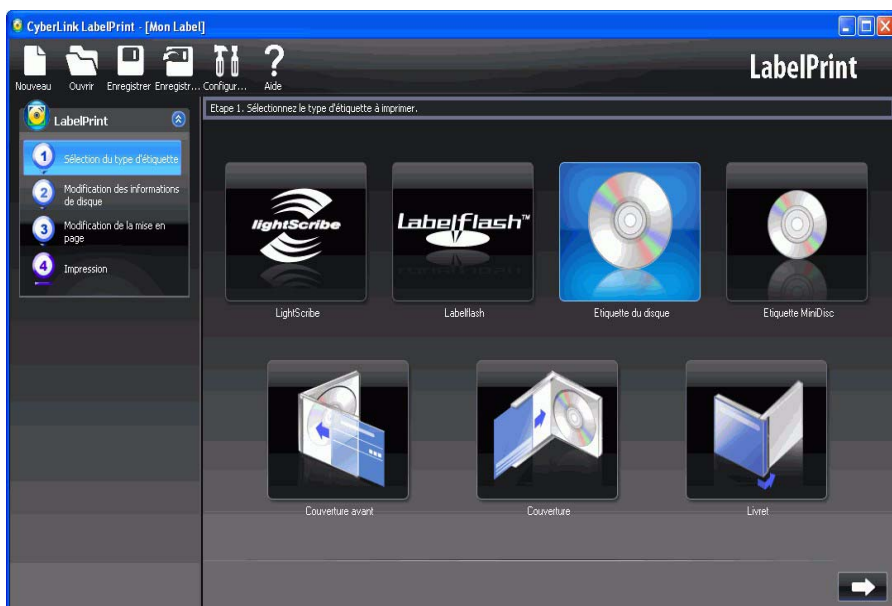 CyberLink LabelPrint - [Mon Label]
Nouveau Ouvrir Enregistrer Enregistr... Configur... Aide
LabelPrint
LabelPrint
Etape 1. Sélectionnez le type d'étiquette à imprimer.
1 Sélection du type d'étiquette
2 Modification des informations
de disque
3 Modification de la mise en
page
4 Impression
lightScribe
Labelflash™
LightScribe
Labelflash
Etiquette du disque
Etiquette MiniDisc
Couverture avant
Couverture
Livret